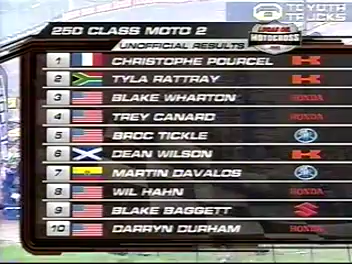 TOYOTA
TRUCKS
250 CLASS MOTO 2
UNOFFICIAL RESULTS
MOTOCROSS
1 CHRISTOPHE POURCEL
2 TYLA RATTRAY
3 BLAKE WHARTON HONDA
4 TREY CANARD HONDA
5 BROC TICKLE
6 DEAN WILSON
7 MARTIN DAVALOS
8 WIL HAHN HONDA
9 BLAKE BAGGETT
10 DARRYN DURHAM HONDA